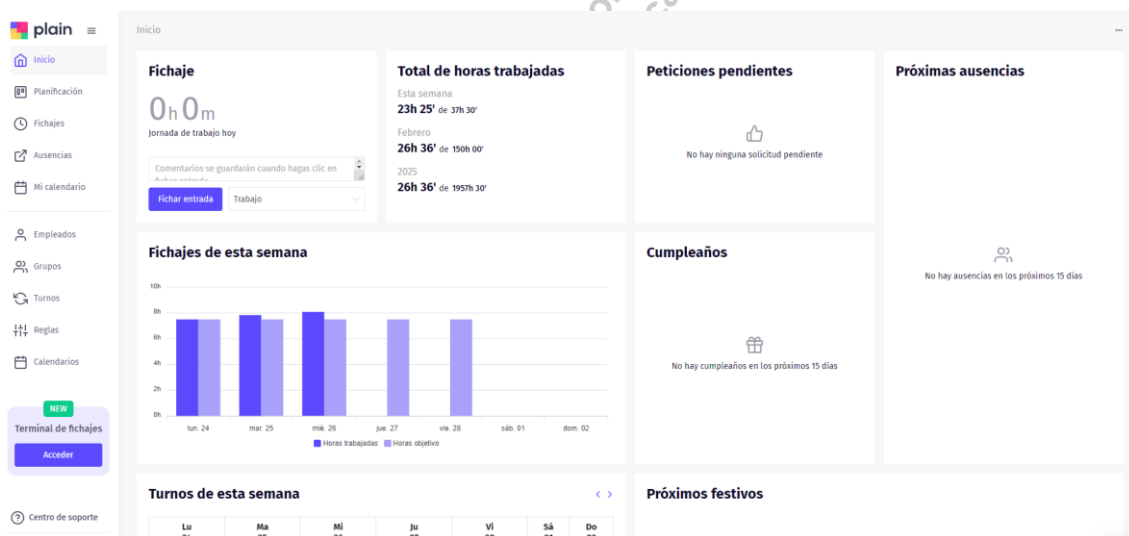 plain
Inicio
Planificación
Fichajes
Ausencias
Mi calendario
Empleados
Grupos
Turnos
Reglas
Calendarios
NEW
Terminal de fichajes
Acceder
Centro de soporte
Inicio
Fichaje
0h 0m
Jornada de trabajo hoy
Comentarios se guardarán cuando hagas clic en
Fichar entrada
Trabajo
Total de horas trabajadas
Esta semana
23h 25' de 37h 30'
Febrero
26h 36' de 150h 00'
2025
26h 36' de 1957h 30'
Peticiones pendientes
No hay ninguna solicitud pendiente
Próximas ausencias
No hay ausencias en los próximos 15 días
Fichajes de esta semana
10h
8h
6h
4h
2h
0h
lun. 24 mar. 25 mié. 26 jue. 27 vie. 28 sáb. 01 dom. 02
Horas trabajadas Horas objetivo
Cumpleaños
No hay cumpleaños en los próximos 15 días
Turnos de esta semana
Lu Ma Mi Ju Vi Sá Do
Próximos festivos